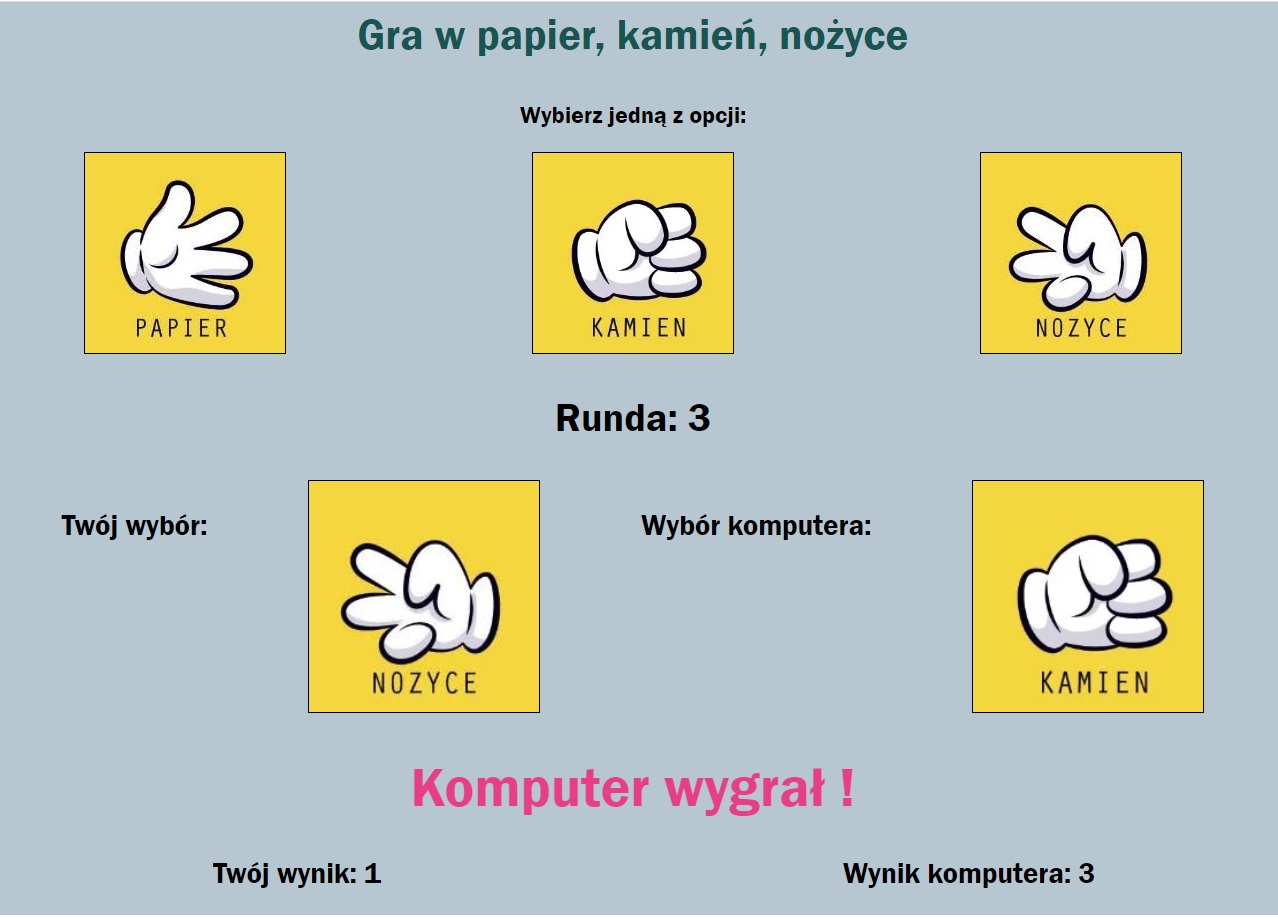 Gra w papier, kamień, nożyce
Wybierz jedną z opcji:
PAPIER
KAMIEN
NOZYCE
Runda: 3
Twój wybór:
NOZYCE
Wybór komputera:
KAMIEN
Komputer wygrał !
Twój wynik: 1
Wynik komputera: 3